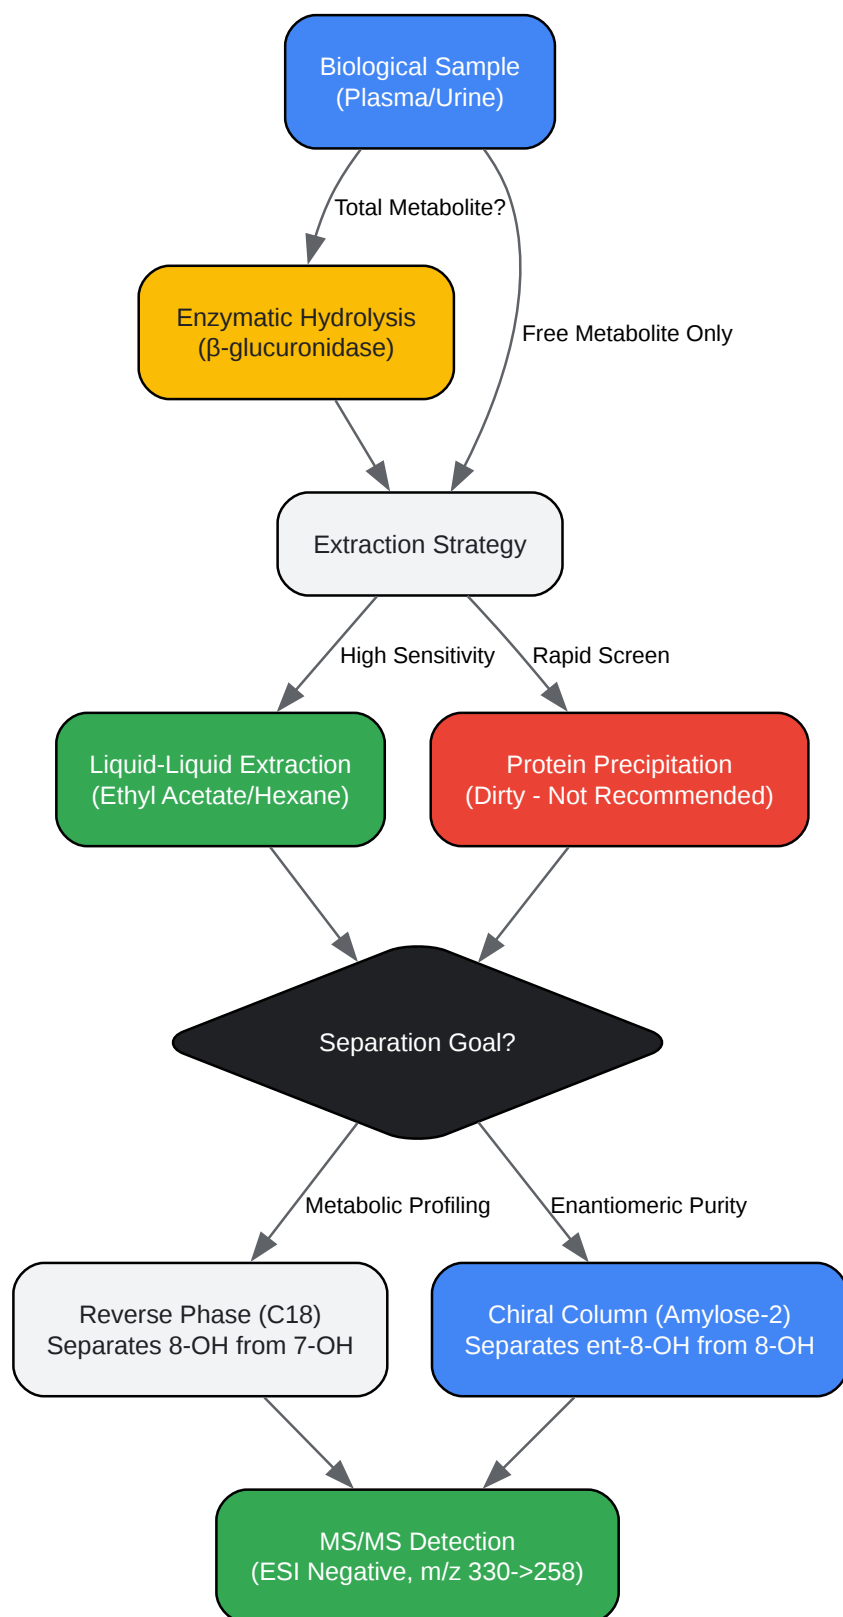 Biological Sample
(Plasma/Urine)
Total Metabolite?
Enzymatic Hydrolysis
(β-glucuronidase)
Free Metabolite Only
Extraction Strategy
High Sensitivity
Rapid Screen
Liquid-Liquid Extraction
(Ethyl Acetate/Hexane)
Protein Precipitation
(Dirty - Not Recommended)
Separation Goal?
Metabolic Profiling
Enantiomeric Purity
Reverse Phase (C18)
Separates 8-OH from 7-OH
Chiral Column (Amylose-2)
Separates ent-8-OH from 8-OH
MS/MS Detection
(ESI Negative, m/z 330->258)